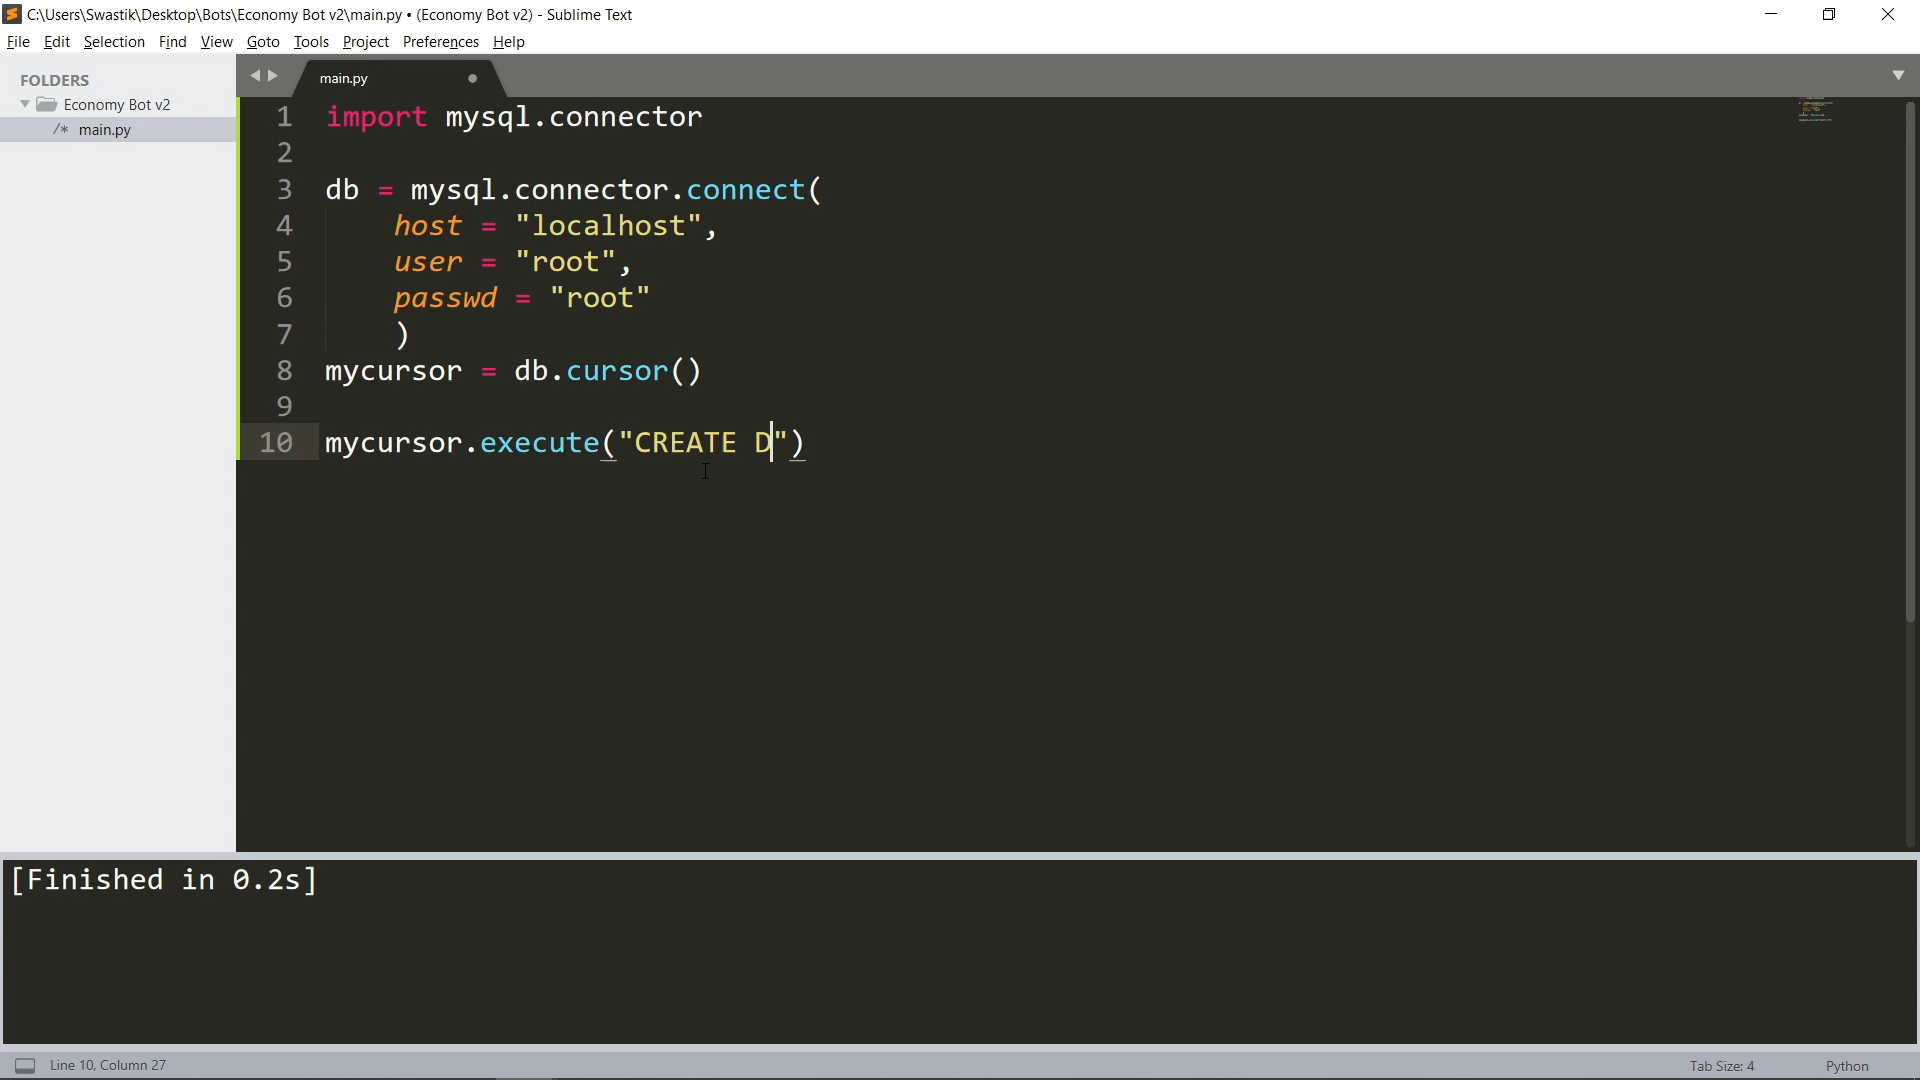 C:\Users\Swastik\Desktop\Bots\Economy Bot v2\main.py • (Economy Bot v2) - Sublime Text
File Edit Selection Find View Goto Tools Project Preferences Help
FOLDERS
Economy Bot v2
/* main.py
main.py
1 import mysql.connector
2
3 db = mysql.connector.connect(
4 host = "localhost",
5 user = "root",
6 passwd = "root"
7 )
8 mycursor = db.cursor()
9
10 mycursor.execute("CREATE D")
[Finished in 0.2s]
Line 10, Column 27 Tab Size: 4 Python